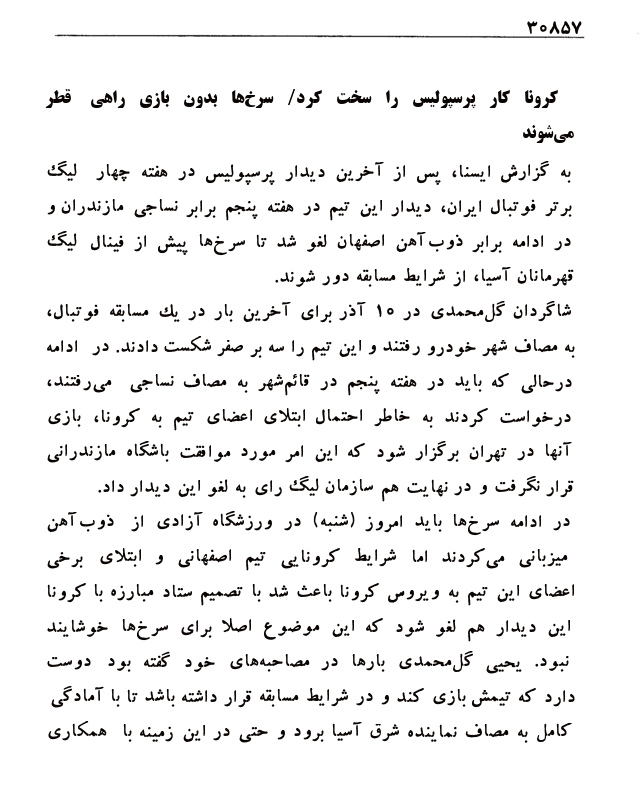 ۳۰۸۵۷
کرونا کار پرسپولیس را سخت کرد/ سرخ‌ها بدون بازی راهی قطر
می‌شوند
به گزارش ایسنا، پس از آخرین دیدار پرسپولیس در هفته چهار لیگ
برتر فوتبال ایران، دیدار این تیم در هفته پنجم برابر نساجی مازندران و
در ادامه برابر ذوب‌آهن اصفهان لغو شد تا سرخ‌ها پیش از فینال لیگ
قهرمانان آسیا، از شرایط مسابقه دور شوند.
شاگردان گل‌محمدی در ۱۰ آذر برای آخرین بار در یك مسابقه فوتبال،
به مصاف شهر خودرو رفتند و این تیم را سه بر صفر شکست دادند. در ادامه
درحالی که باید در هفته پنجم در قائم‌شهر به مصاف نساجی می‌رفتند،
درخواست کردند به خاطر احتمال ابتلای اعضای تیم به کرونا، بازی
آنها در تهران برگزار شود که این امر مورد موافقت باشگاه مازندرانی
قرار نگرفت و در نهایت هم سازمان لیگ رای به لغو این دیدار داد.
در ادامه سرخ‌ها باید امروز (شنبه) در ورزشگاه آزادی از ذوب‌آهن
میزبانی می‌کردند اما شرایط کرونایی تیم اصفهانی و ابتلای برخی
اعضای این تیم به ویروس کرونا باعث شد با تصمیم ستاد مبارزه با کرونا
این دیدار هم لغو شود که این موضوع اصلا برای سرخ‌ها خوشایند
نبود. یحیی گل‌محمدی بارها در مصاحبه‌های خود گفته بود دوست
دارد که تیمش بازی کند و در شرایط مسابقه قرار داشته باشد تا با آمادگی
کامل به مصاف نماینده شرق آسیا برود و حتی در این زمینه با همکاری